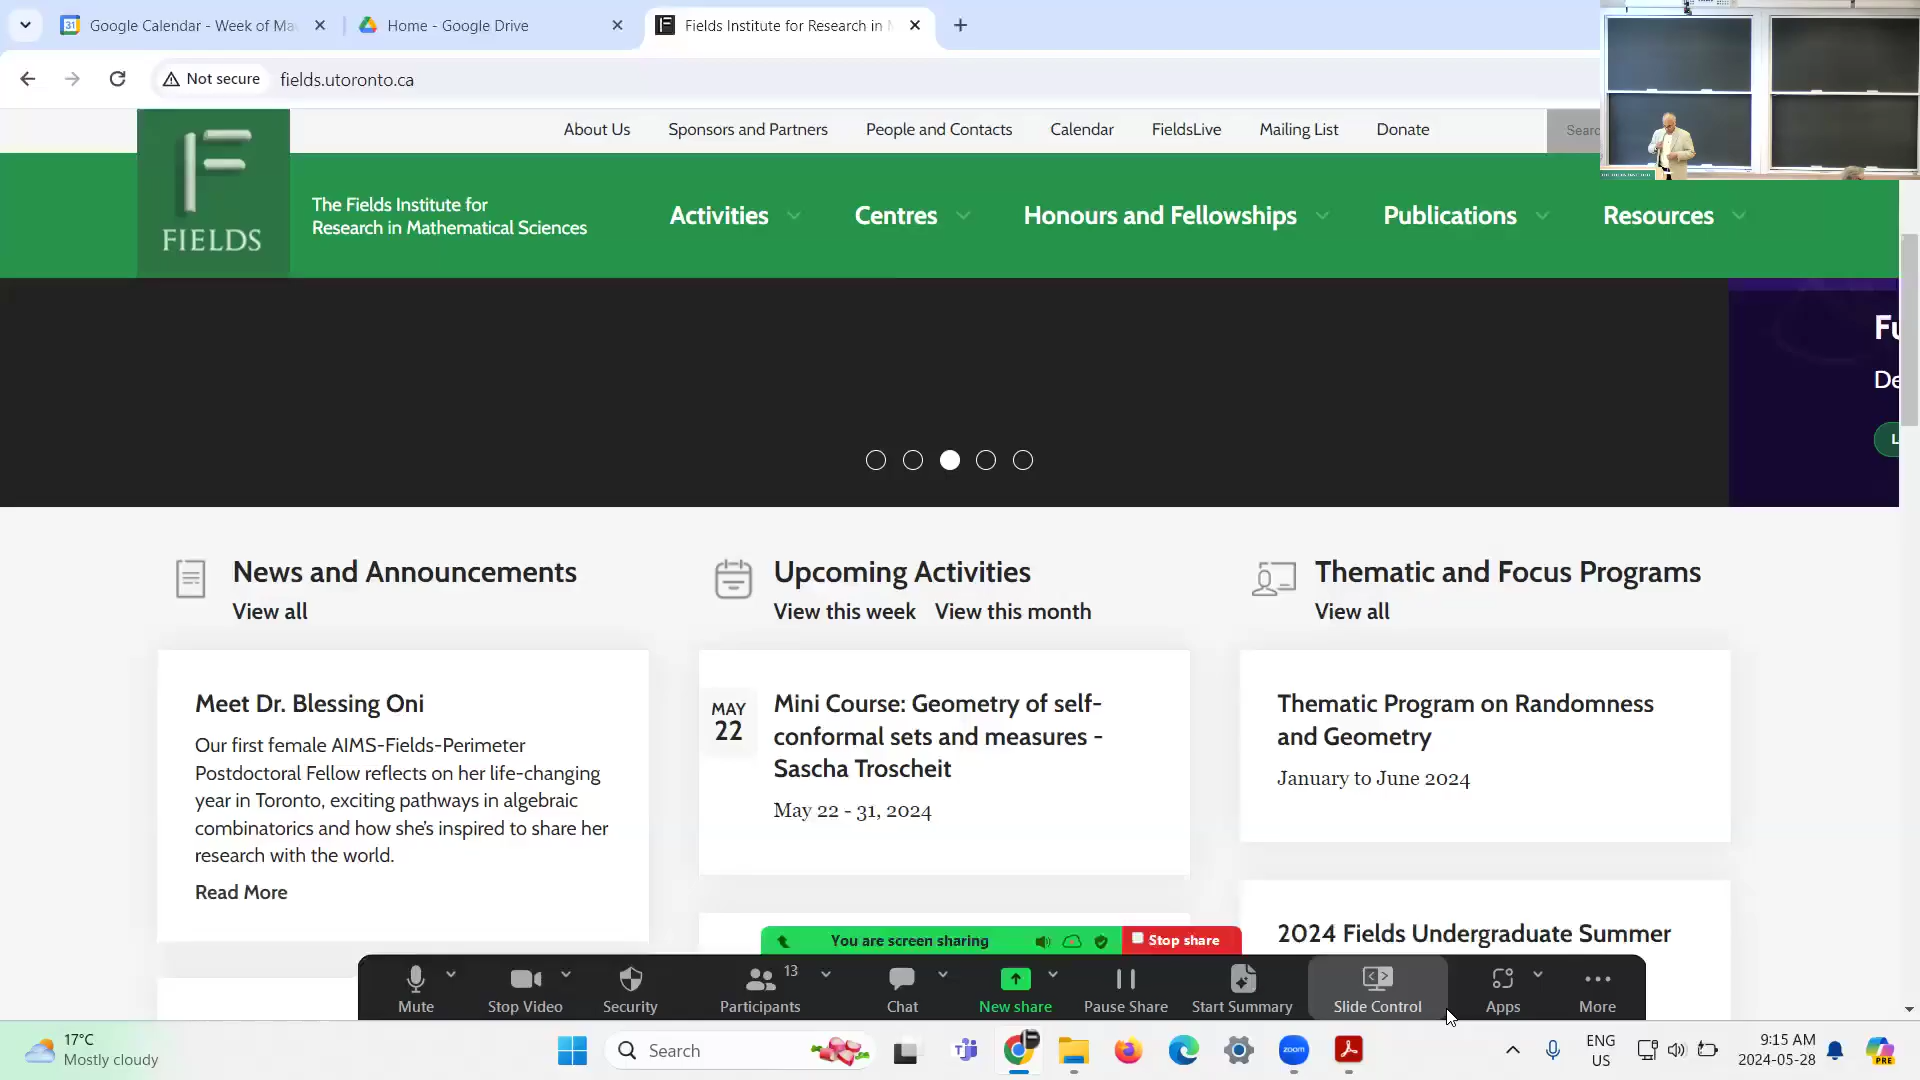 Google Calendar - Week of Ma
Home - Google Drive
Fields Institute for Research in
Not secure
fields.utoronto.ca
About Us
Sponsors and Partners
People and Contacts
Calendar
FieldsLive
Mailing List
Donate
Searc
FIELDS
The Fields Institute for
Research in Mathematical Sciences
Activities
Centres
Honours and Fellowships
Publications
Resources
Fu
De
L
News and Announcements
View all
Upcoming Activities
View this week
View this month
Thematic and Focus Programs
View all
Meet Dr. Blessing Oni
Our first female AIMS-Fields-Perimeter
Postdoctoral Fellow reflects on her life-changing
year in Toronto, exciting pathways in algebraic
combinatorics and how she's inspired to share her
research with the world.
Read More
MAY
22
Mini Course: Geometry of self-
conformal sets and measures -
Sascha Troscheit
May 22 - 31, 2024
Thematic Program on Randomness
and Geometry
January to June 2024
2024 Fields Undergraduate Summer
You are screen sharing
Stop share
Mute
Stop Video
Security
Participants
13
Chat
New share
Pause Share
Start Summary
Slide Control
Apps
More
17°C
Mostly cloudy
Search
zoom
ENG
US
9:15 AM
2024-05-28
PRE